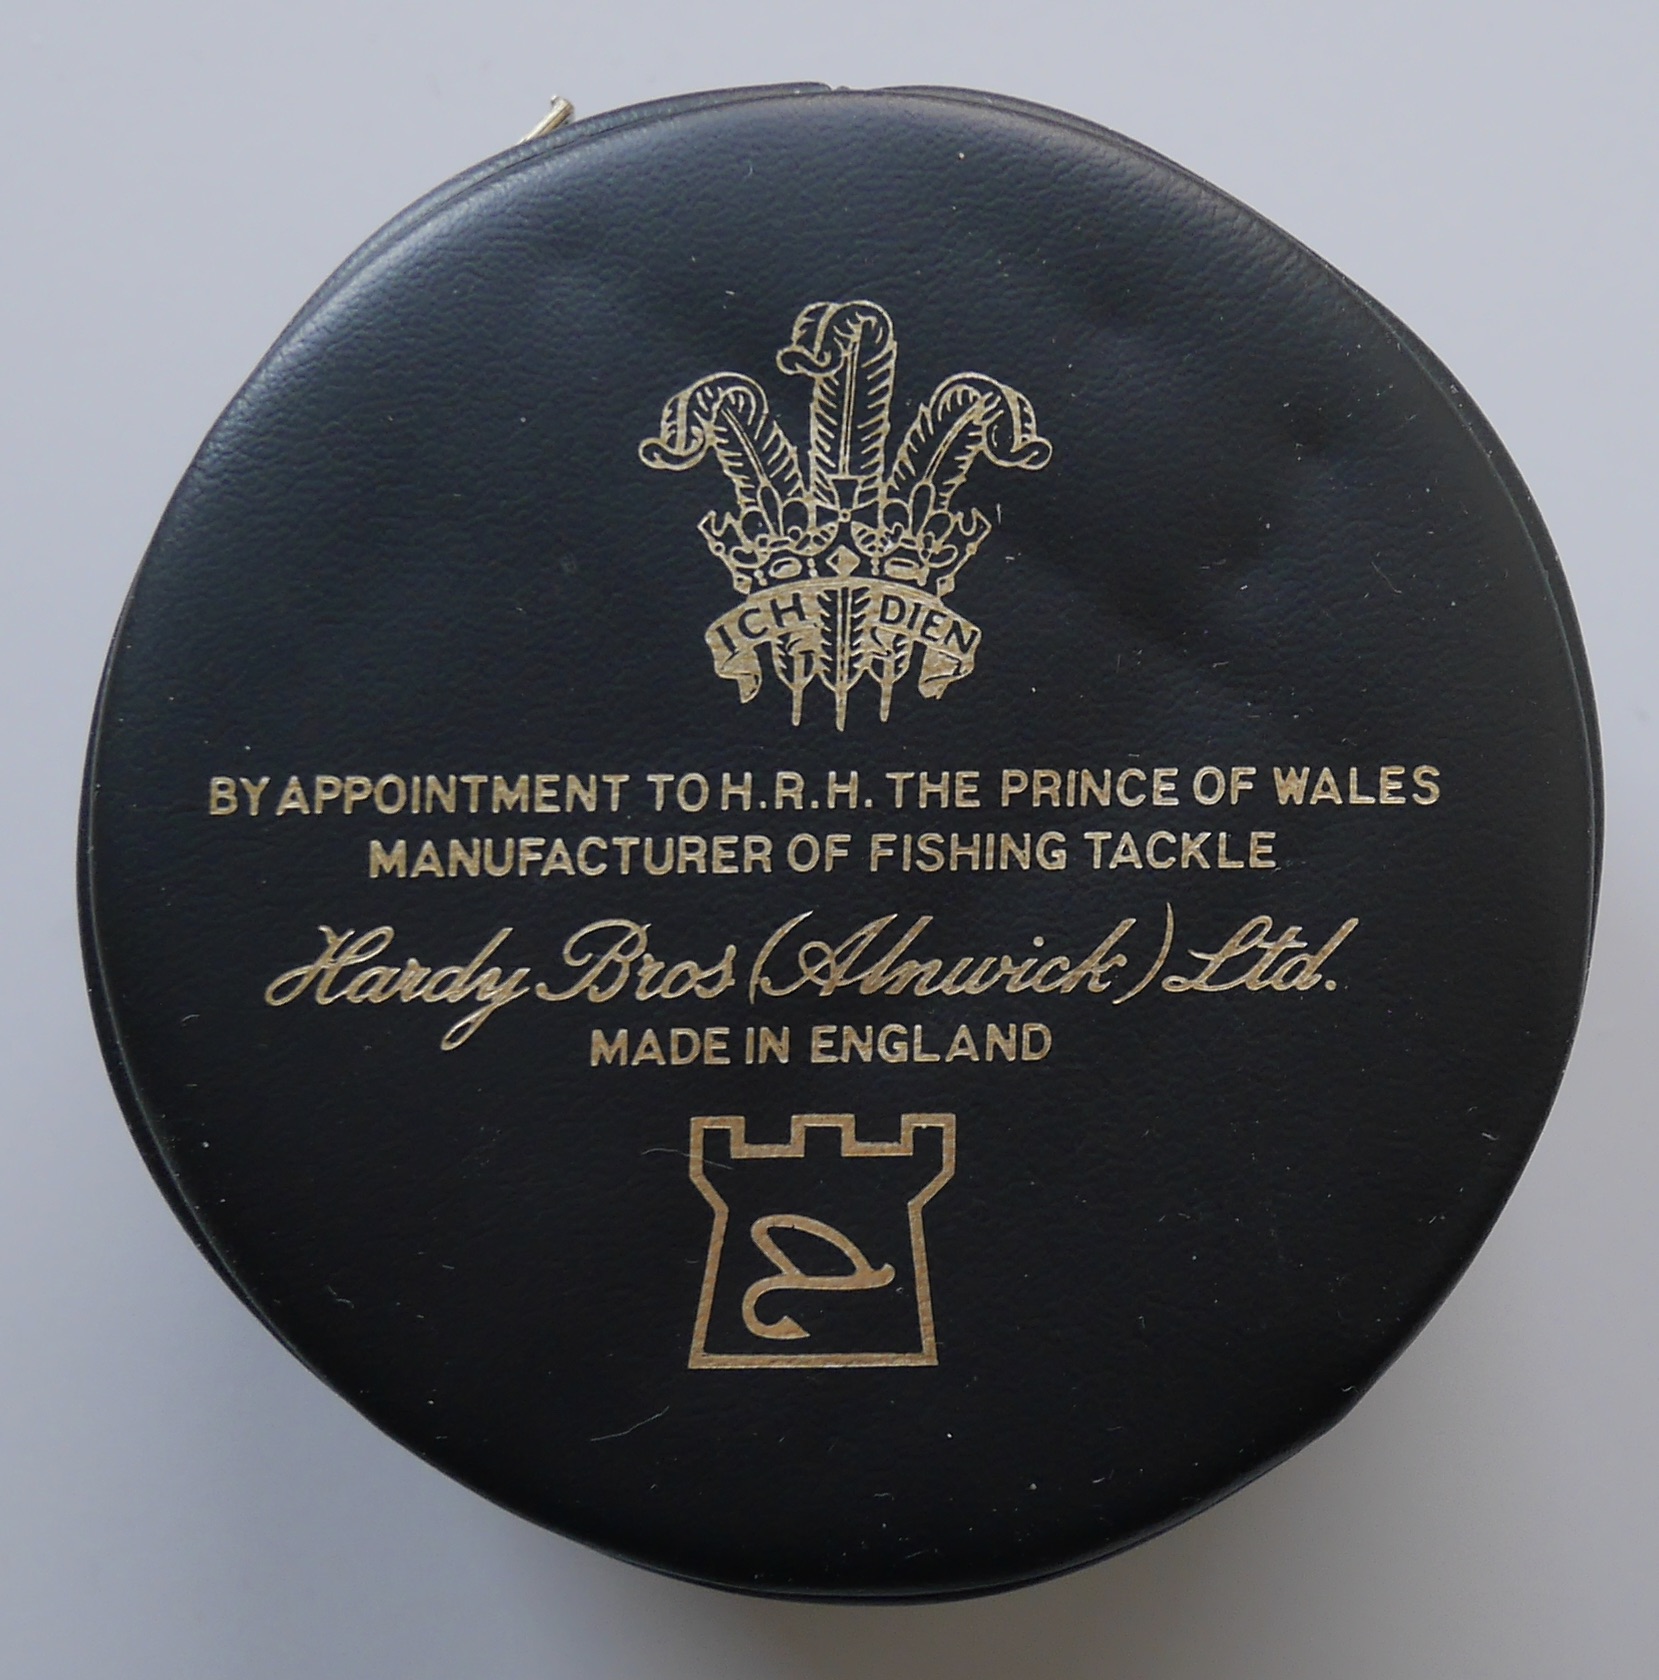 ICH DIEN
BY APPOINTMENT TO H.R.H. THE PRINCE OF WALES
MANUFACTURER OF FISHING TACKLE
Hardy Bros (Alnwick) Ltd.
MADE IN ENGLAND